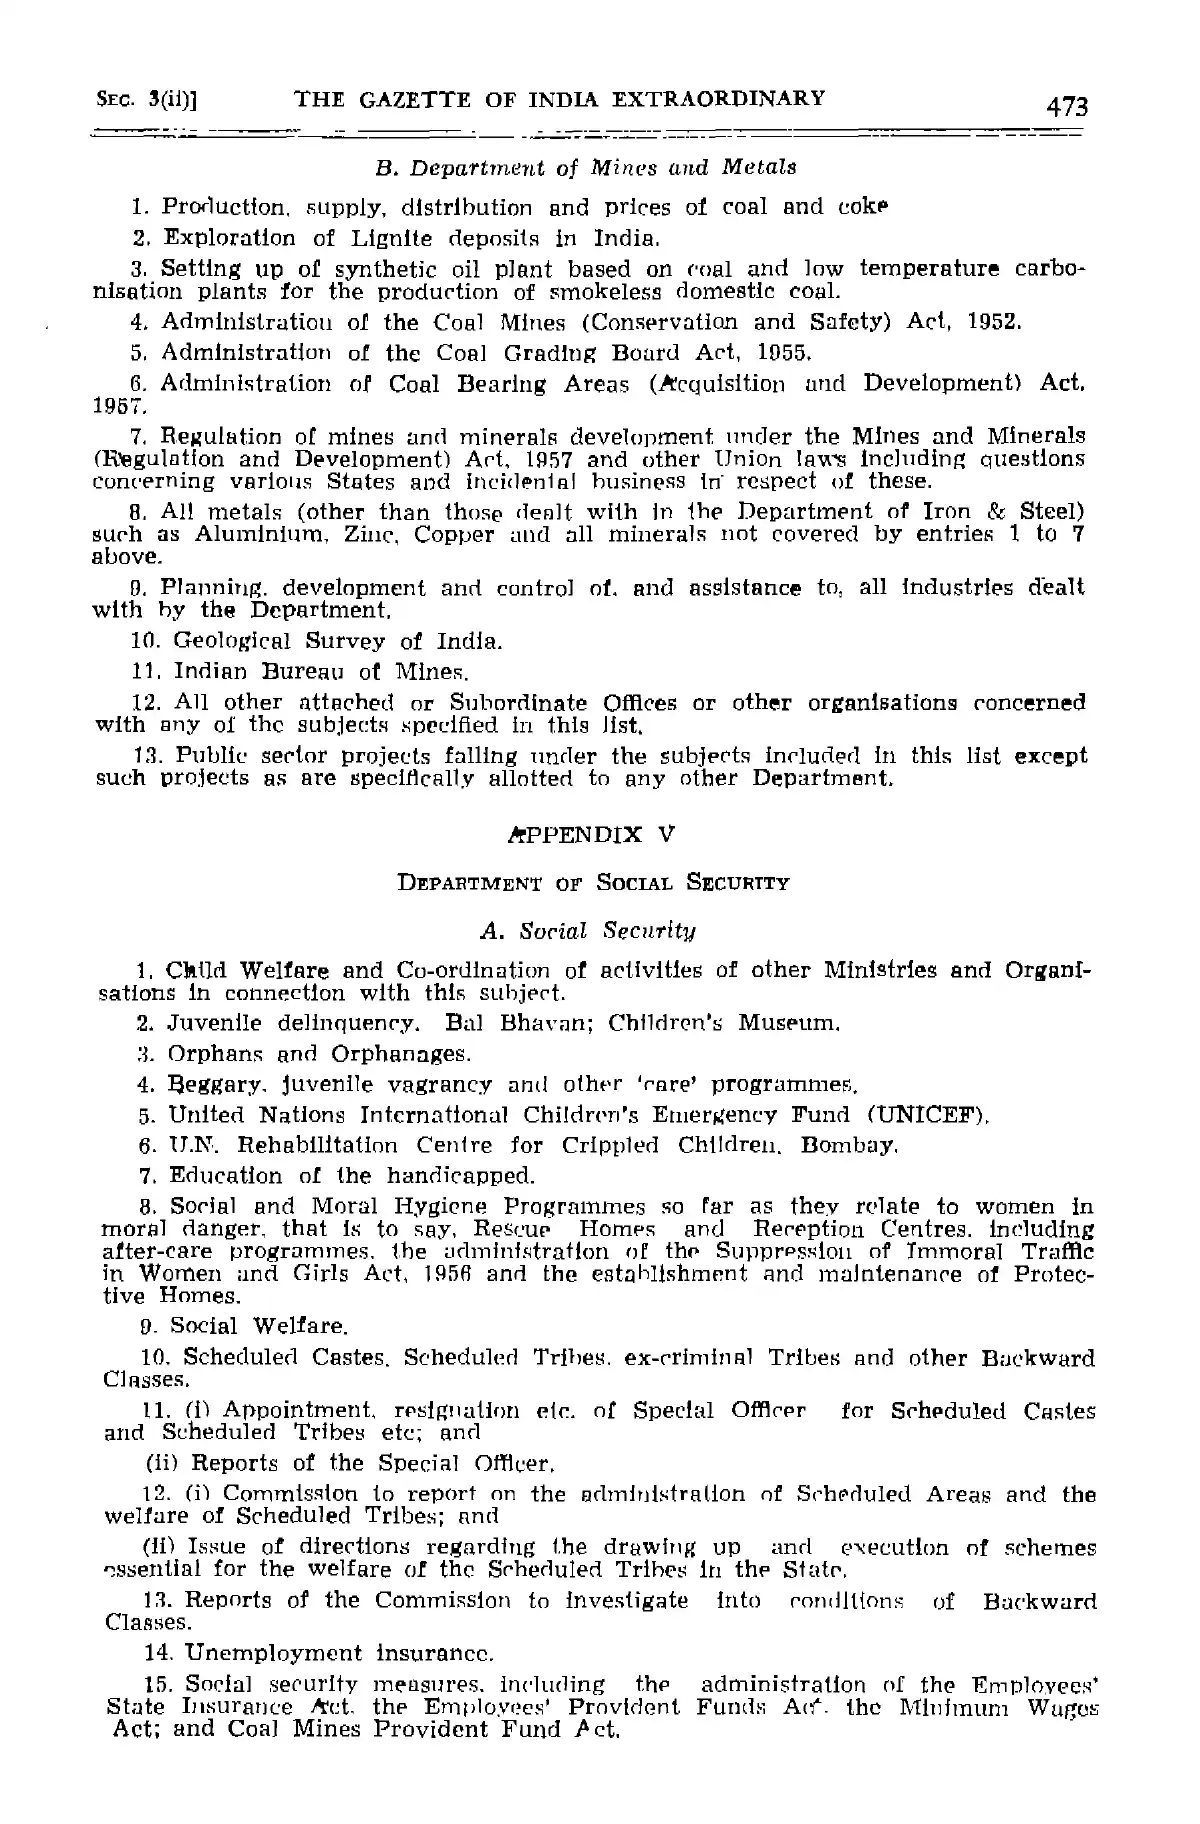 SEC. 3(ii)] THE GAZETTE OF INDIA EXTRAORDINARY 473
B. Department of Mines and Metals
1. Production, supply, distribution and prices of coal and coke
2. Exploration of Lignite deposits in India.
3. Setting up of synthetic oil plant based on coal and low temperature carbo-
nisation plants for the production of smokeless domestic coal.
4. Administration of the Coal Mines (Conservation and Safety) Act, 1952.
5. Administration of the Coal Grading Board Act, 1955.
6. Administration of Coal Bearing Areas (Acquisition and Development) Act,
1957.
7. Regulation of mines and minerals development under the Mines and Minerals
(Regulation and Development) Act, 1957 and other Union laws including questions
concerning various States and incidental business in respect of these.
8. All metals (other than those dealt with in the Department of Iron & Steel)
such as Aluminium, Zinc, Copper and all minerals not covered by entries 1 to 7
above.
9. Planning, development and control of, and assistance to, all industries dealt
with by the Department.
10. Geological Survey of India.
11. Indian Bureau of Mines.
12. All other attached or Subordinate Offices or other organisations concerned
with any of the subjects specified in this list.
13. Public sector projects falling under the subjects included in this list except
such projects as are specifically allotted to any other Department.
APPENDIX V
DEPARTMENT OF SOCIAL SECURITY
A. Social Security
1. Child Welfare and Co-ordination of activities of other Ministries and Organi-
sations in connection with this subject.
2. Juvenile delinquency. Bal Bhavan; Children's Museum.
3. Orphans and Orphanages.
4. Beggary, juvenile vagrancy and other 'care' programmes.
5. United Nations International Children's Emergency Fund (UNICEF).
6. U.N. Rehabilitation Centre for Crippled Children, Bombay.
7. Education of the handicapped.
8. Social and Moral Hygiene Programmes so far as they relate to women in
moral danger, that is to say, Rescue Homes and Reception Centres, including
after-care programmes, the administration of the Suppression of Immoral Traffic
in Women and Girls Act, 1956 and the establishment and maintenance of Protec-
tive Homes.
9. Social Welfare.
10. Scheduled Castes, Scheduled Tribes, ex-criminal Tribes and other Backward
Classes.
11. (i) Appointment, resignation etc. of Special Officer for Scheduled Castes
and Scheduled Tribes etc; and
(ii) Reports of the Special Officer.
12. (i) Commission to report on the administration of Scheduled Areas and the
welfare of Scheduled Tribes; and
(ii) Issue of directions regarding the drawing up and execution of schemes
essential for the welfare of the Scheduled Tribes in the State.
13. Reports of the Commission to investigate into conditions of Backward
Classes.
14. Unemployment insurance.
15. Social security measures, including the administration of the Employees'
State Insurance Act, the Employees' Provident Funds Act, the Minimum Wages
Act; and Coal Mines Provident Fund Act.